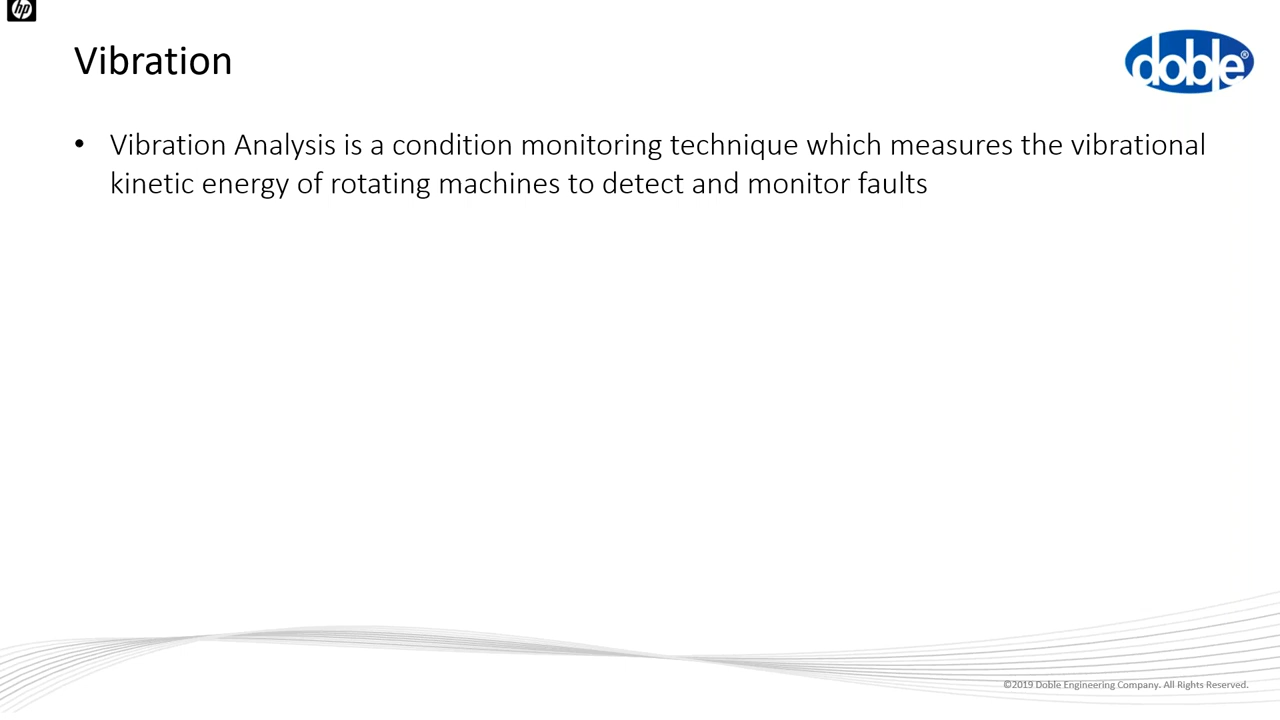 hp
Vibration
doble®
• Vibration Analysis is a condition monitoring technique which measures the vibrational
kinetic energy of rotating machines to detect and monitor faults
©2019 Doble Engineering Company. All Rights Reserved.